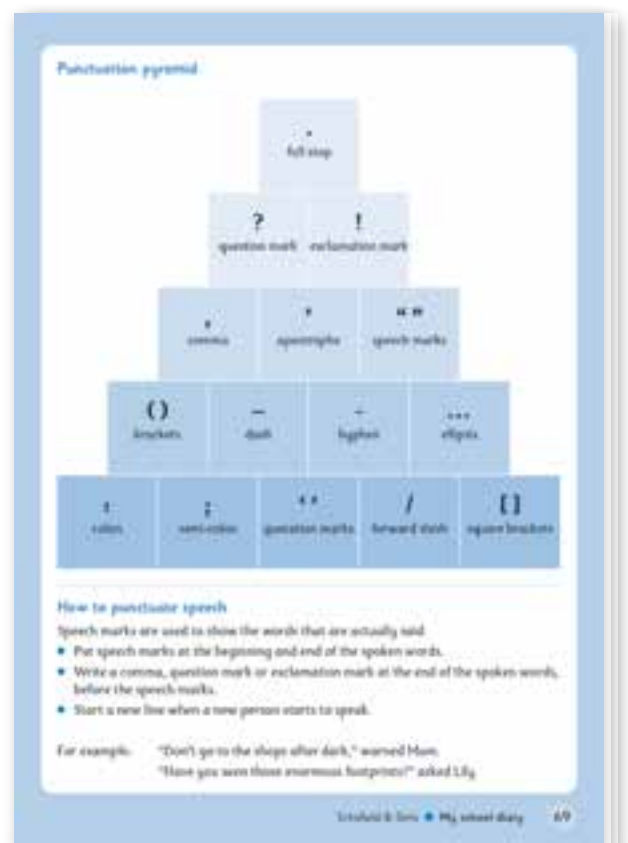 Punctuation pyramid
.
full stop
? !
question mark exclamation mark
, ’ “ ”
comma apostrophe speech marks
( ) – - ...
brackets dash hyphen ellipsis
: ; ‘ ’ / [ ]
colon semi-colon quotation marks forward slash square brackets
How to punctuate speech
Speech marks are used to show the words that are actually said.
• Put speech marks at the beginning and end of the spoken words.
• Write a comma, question mark or exclamation mark at the end of the spoken words,
before the speech marks.
• Start a new line when a new person starts to speak.
For example: “Don’t go to the shops after dark,” warned Mum.
“Have you seen those enormous footprints?” asked Lily.
Schofield & Sims • My school diary 69